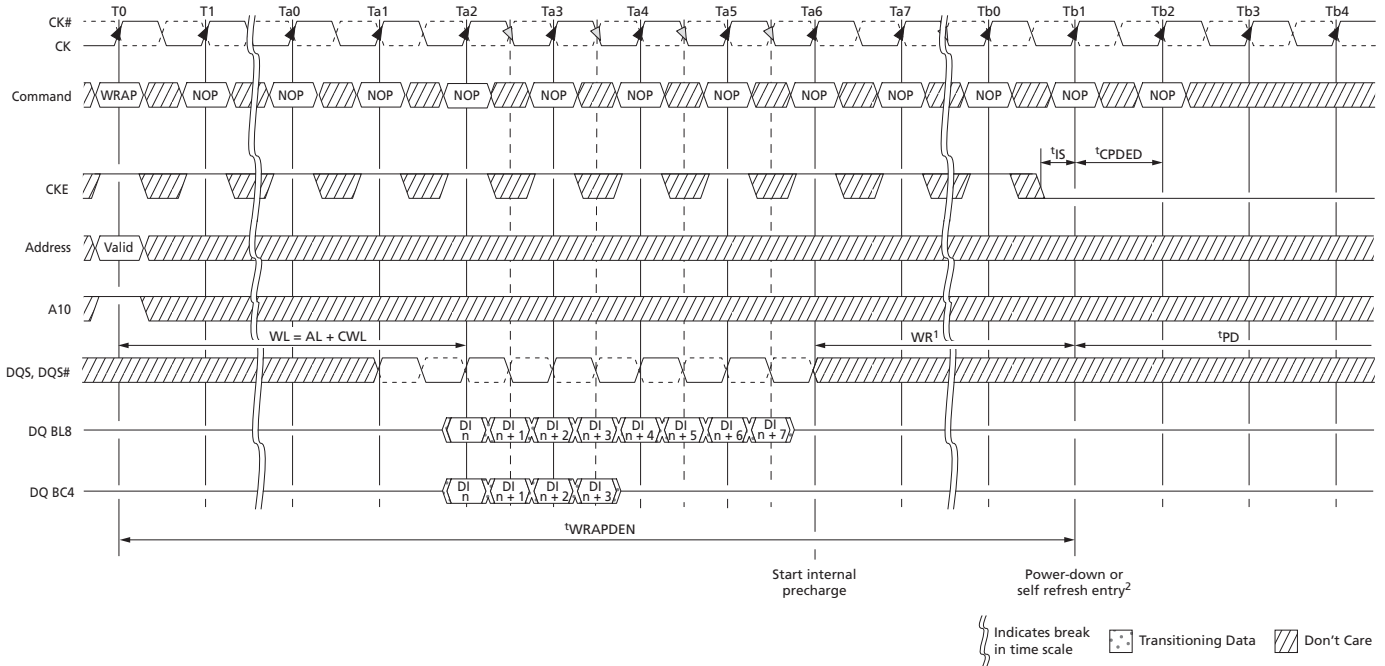 T0 T1 Ta0 Ta1 Ta2 Ta3 Ta4 Ta5 Ta6 Ta7 Tb0 Tb1 Tb2 Tb3 Tb4
CK#
CK
Command WRAP NOP NOP NOP NOP NOP NOP NOP NOP NOP NOP NOP NOP
tIS tCPDED
CKE
Address Valid
A10
WL = AL + CWL WR1 tPD
DQS, DQS#
DQ BL8 DI n DI n + 1 DI n + 2 DI n + 3 DI n + 4 DI n + 5 DI n + 6 DI n + 7
DQ BC4 DI n DI n + 1 DI n + 2 DI n + 3
tWRAPDEN
Start internal
precharge
Power-down or
self refresh entry2
Indicates break
in time scale
Transitioning Data
Don't Care